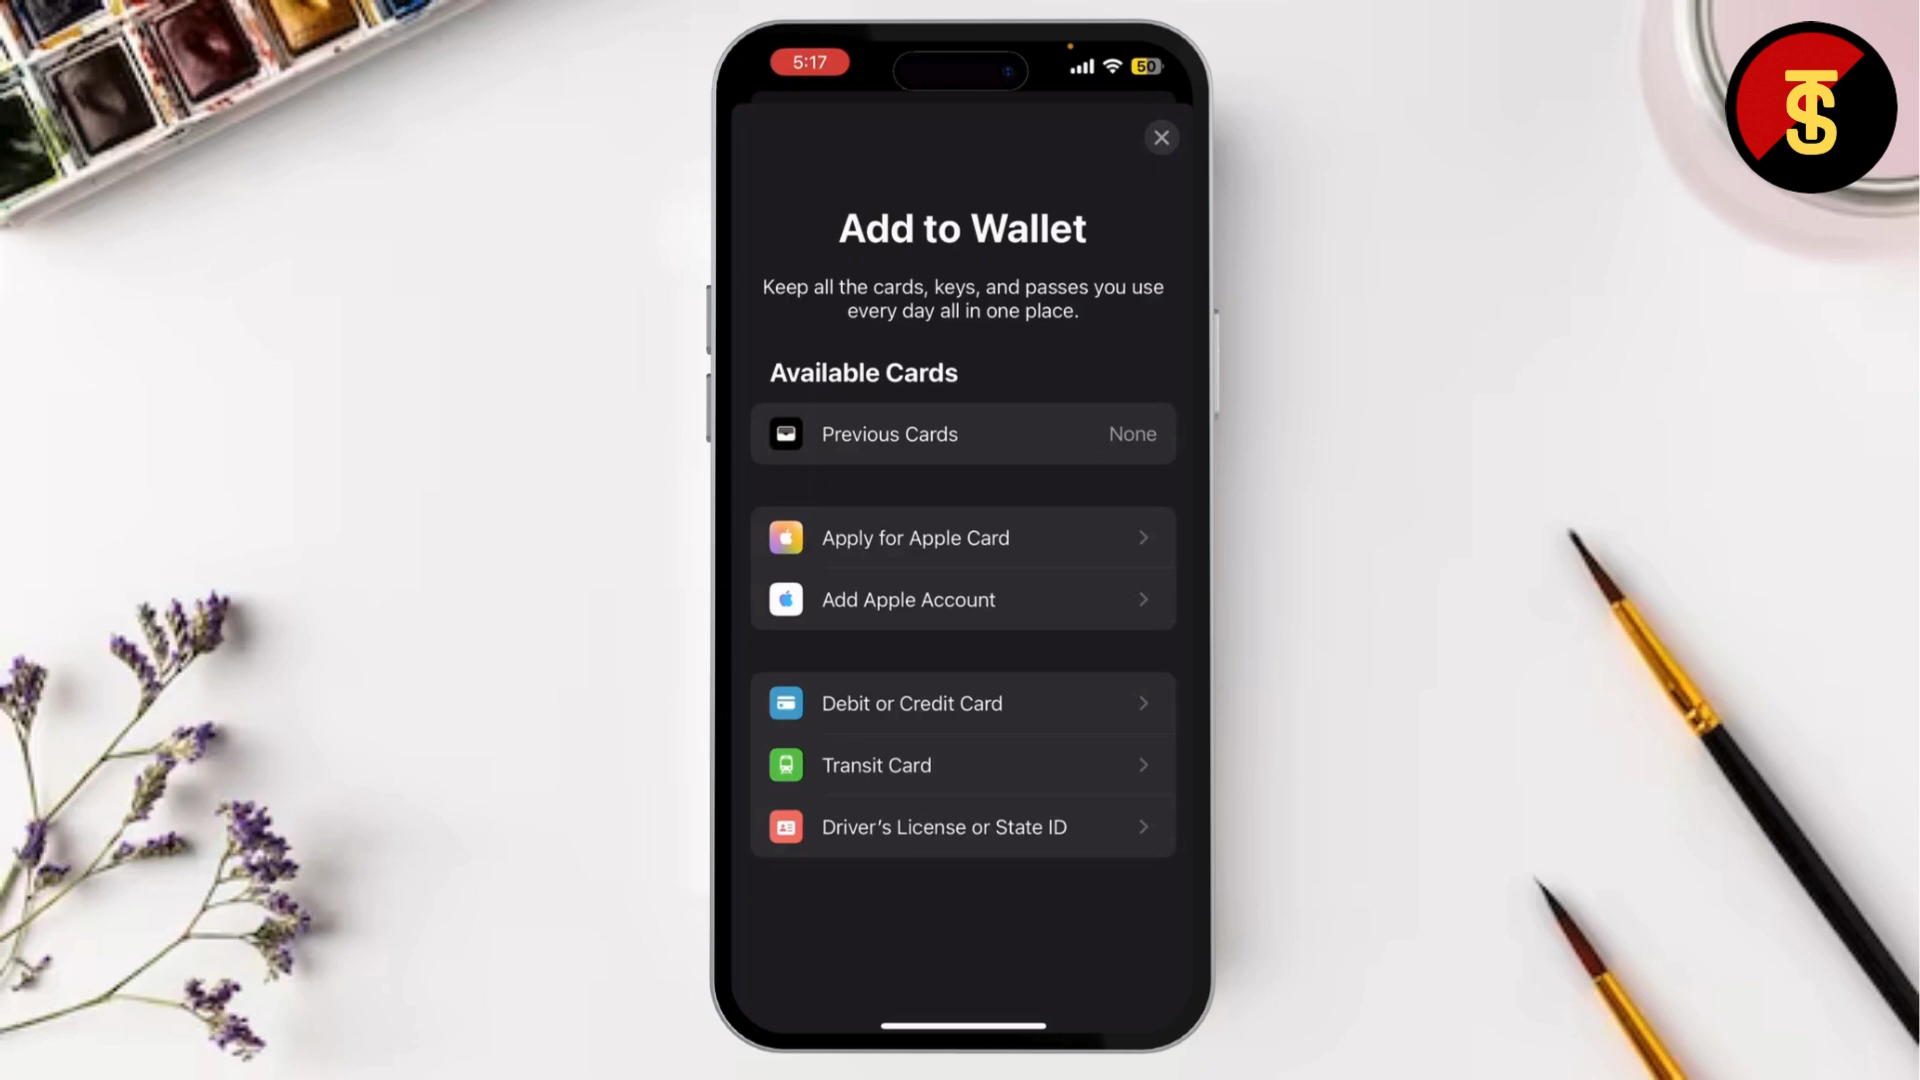 5:17
50
TS
Add to Wallet
Keep all the cards, keys, and passes you use
every day all in one place.
Available Cards
Previous Cards
None
Apply for Apple Card
Add Apple Account
Debit or Credit Card
Transit Card
Driver’s License or State ID